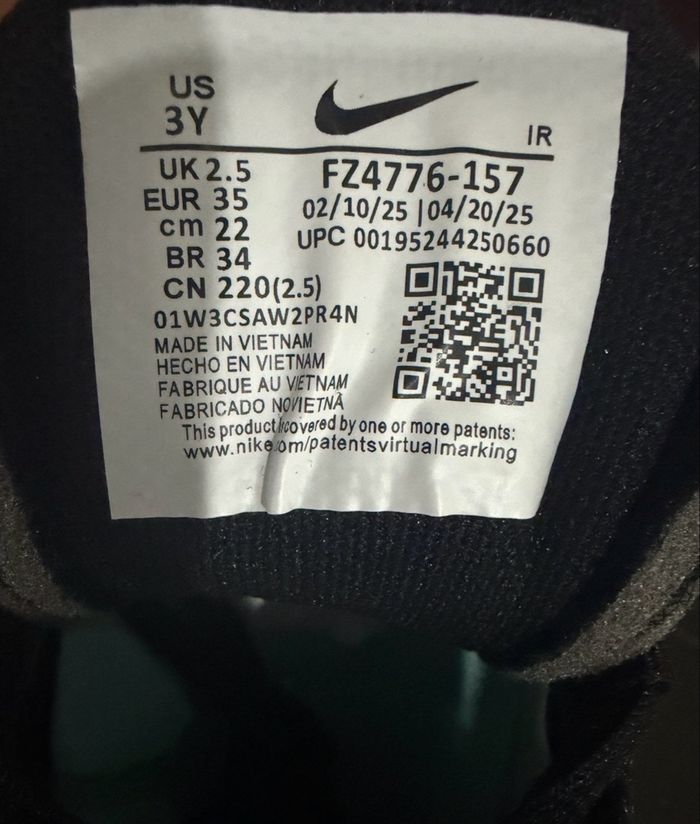 US
3Y
IR
UK 2.5
EUR 35
cm 22
BR 34
CN 220(2.5)
FZ4776-157
02/10/25 |04/20/25
UPC 00195244250660
01W3CSAW2PR4N
MADE IN VIETNAM
HECHO EN VIETNAM
FABRIQUE AU VIETNAM
FABRICADO NO VIETNÃ
This product covered by one or more patents:
www.nike.com/patentsvirtualmarking